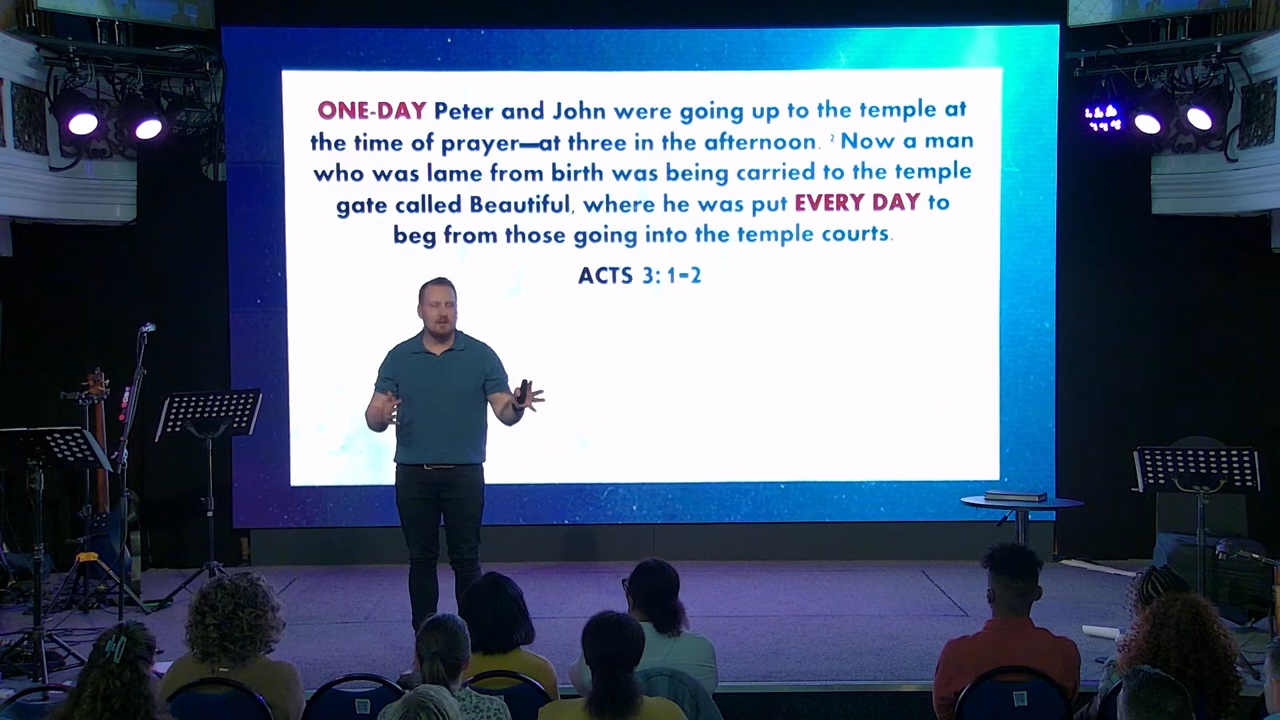 ONE-DAY Peter and John were going up to the temple at
the time of prayer—at three in the afternoon. ² Now a man
who was lame from birth was being carried to the temple
gate called Beautiful, where he was put EVERY DAY to
beg from those going into the temple courts.
ACTS 3: 1-2